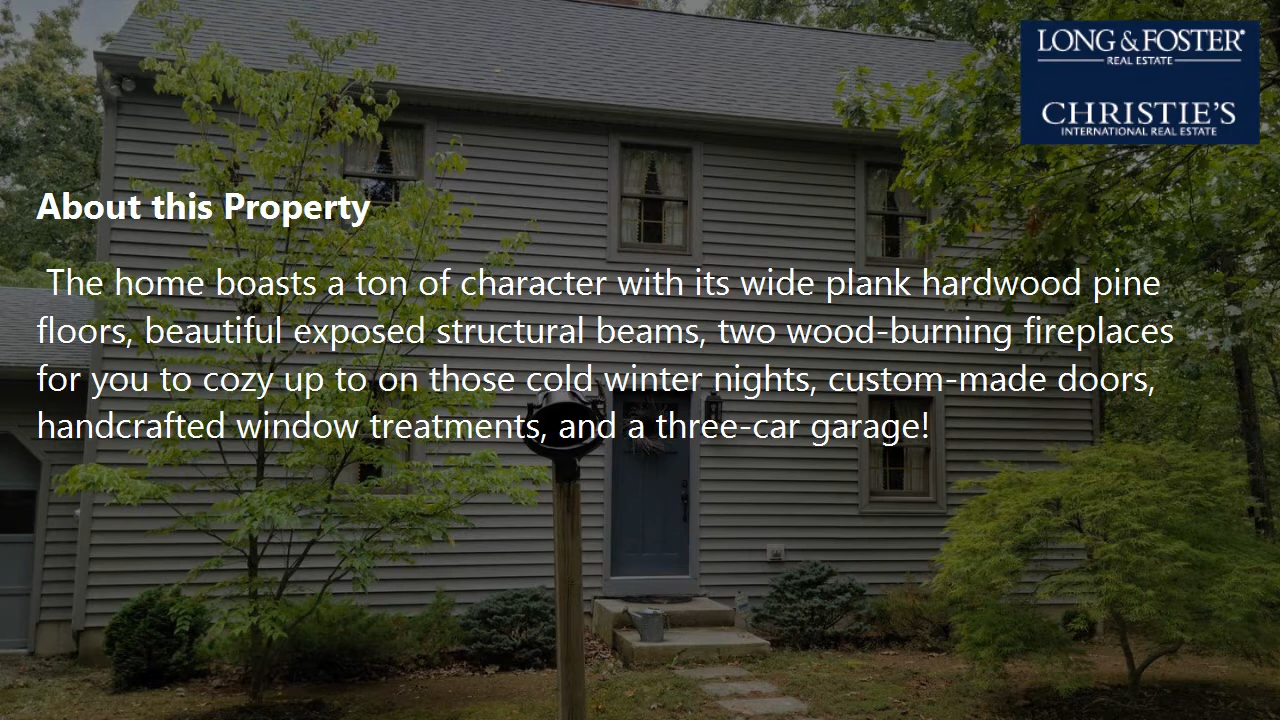 LONG & FOSTER®
REAL ESTATE
CHRISTIE'S
INTERNATIONAL REAL ESTATE
About this Property
The home boasts a ton of character with its wide plank hardwood pine
floors, beautiful exposed structural beams, two wood-burning fireplaces
for you to cozy up to on those cold winter nights, custom-made doors,
handcrafted window treatments, and a three-car garage!